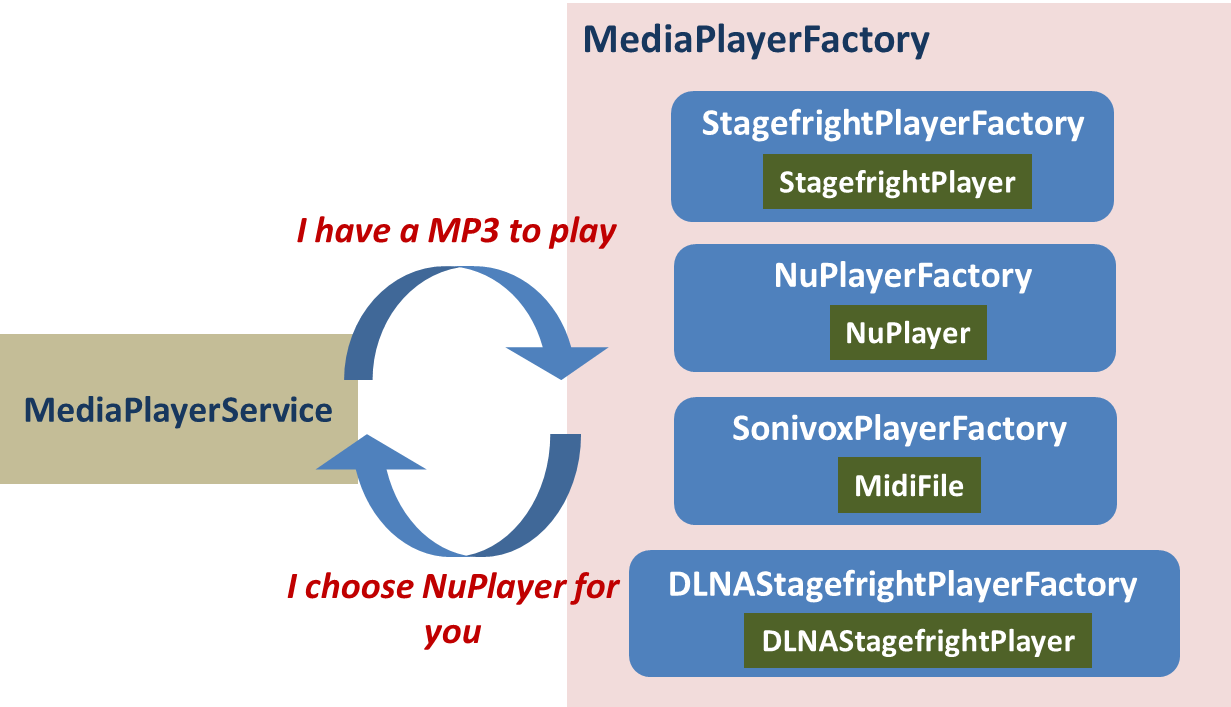 MediaPlayerFactory
StagefrightPlayerFactory
StagefrightPlayer
I have a MP3 to play
NuPlayerFactory
NuPlayer
MediaPlayerService
SonivoxPlayerFactory
MidiFile
I choose NuPlayer for
you
DLNAStagefrightPlayerFactory
DLNAStagefrightPlayer